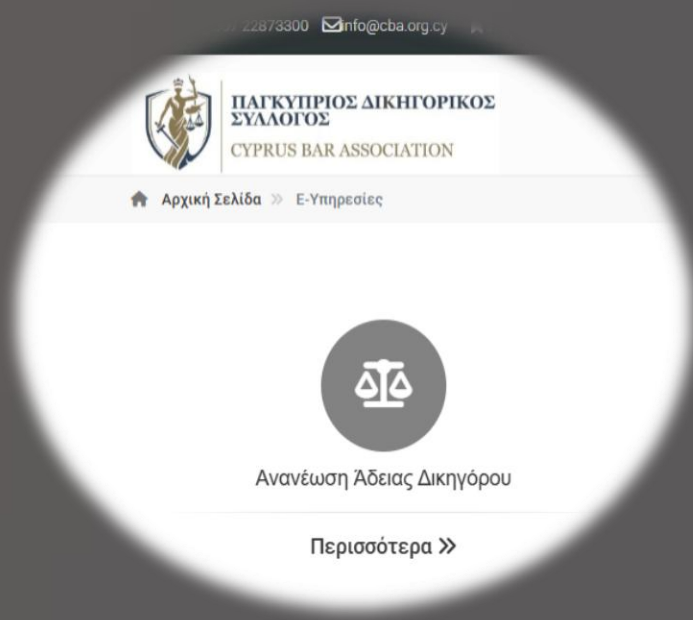 22873300 info@cba.org.cy
ΠΑΓΚΥΠΡΙΟΣ ΔΙΚΗΓΟΡΙΚΟΣ
ΣΥΛΛΟΓΟΣ
CYPRUS BAR ASSOCIATION
Αρχική Σελίδα » E-Υπηρεσίες
Ανανέωση Άδειας Δικηγόρου
Περισσότερα »